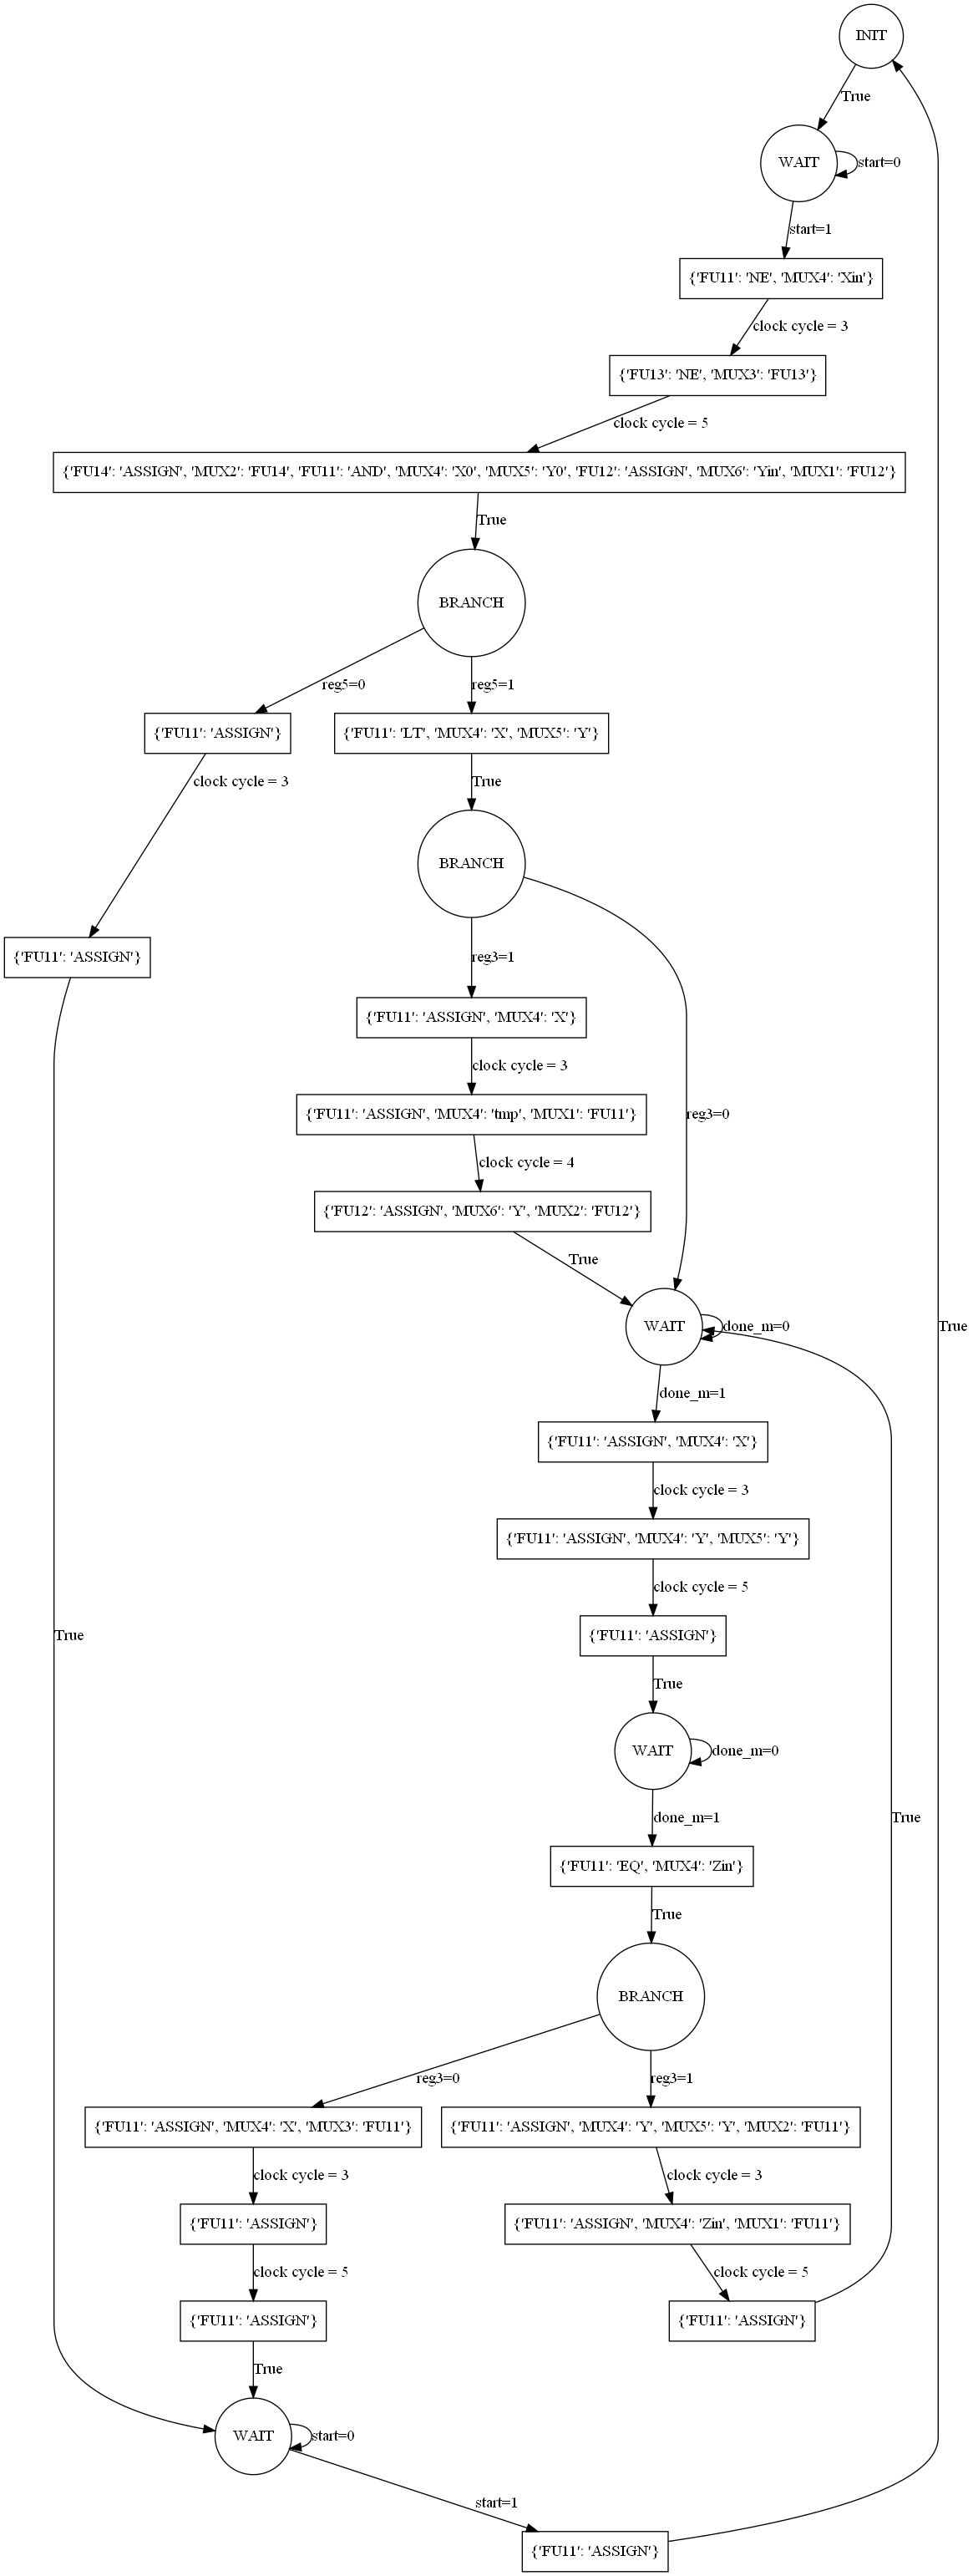 INIT
True
WAIT
start=0
start=1
{'FU11': 'NE', 'MUX4': 'Xin'}
clock cycle = 3
{'FU13': 'NE', 'MUX3': 'FU13'}
clock cycle = 5
{'FU14': 'ASSIGN', 'MUX2': 'FU14', 'FU11': 'AND', 'MUX4': 'X0', 'MUX5': 'Y0', 'FU12': 'ASSIGN', 'MUX6': 'Yin', 'MUX1': 'FU12'}
True
BRANCH
reg5=0
reg5=1
{'FU11': 'ASSIGN'}
{'FU11': 'LT', 'MUX4': 'X', 'MUX5': 'Y'}
clock cycle = 3
True
BRANCH
{'FU11': 'ASSIGN'}
reg3=1
{'FU11': 'ASSIGN', 'MUX4': 'X'}
clock cycle = 3
{'FU11': 'ASSIGN', 'MUX4': 'tmp', 'MUX1': 'FU11'}
reg3=0
clock cycle = 4
{'FU12': 'ASSIGN', 'MUX6': 'Y', 'MUX2': 'FU12'}
True
WAIT
done_m=0
True
done_m=1
{'FU11': 'ASSIGN', 'MUX4': 'X'}
clock cycle = 3
{'FU11': 'ASSIGN', 'MUX4': 'Y', 'MUX5': 'Y'}
clock cycle = 5
{'FU11': 'ASSIGN'}
True
True
WAIT
done_m=0
done_m=1
True
{'FU11': 'EQ', 'MUX4': 'Zin'}
True
BRANCH
reg3=0
reg3=1
{'FU11': 'ASSIGN', 'MUX4': 'X', 'MUX3': 'FU11'}
{'FU11': 'ASSIGN', 'MUX4': 'Y', 'MUX5': 'Y', 'MUX2': 'FU11'}
clock cycle = 3
clock cycle = 3
{'FU11': 'ASSIGN'}
{'FU11': 'ASSIGN', 'MUX4': 'Zin', 'MUX1': 'FU11'}
clock cycle = 5
clock cycle = 5
{'FU11': 'ASSIGN'}
{'FU11': 'ASSIGN'}
True
WAIT
start=0
start=1
{'FU11': 'ASSIGN'}